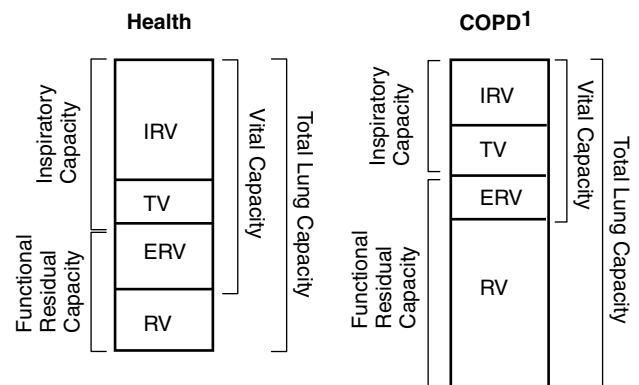 Health
Inspiratory
Capacity
IRV
TV
ERV
RV
Functional
Residual
Capacity
Vital Capacity
Total Lung Capacity
COPD1
Inspiratory
Capacity
IRV
TV
ERV
RV
Functional
Residual
Capacity
Vital Capacity
Total Lung Capacity